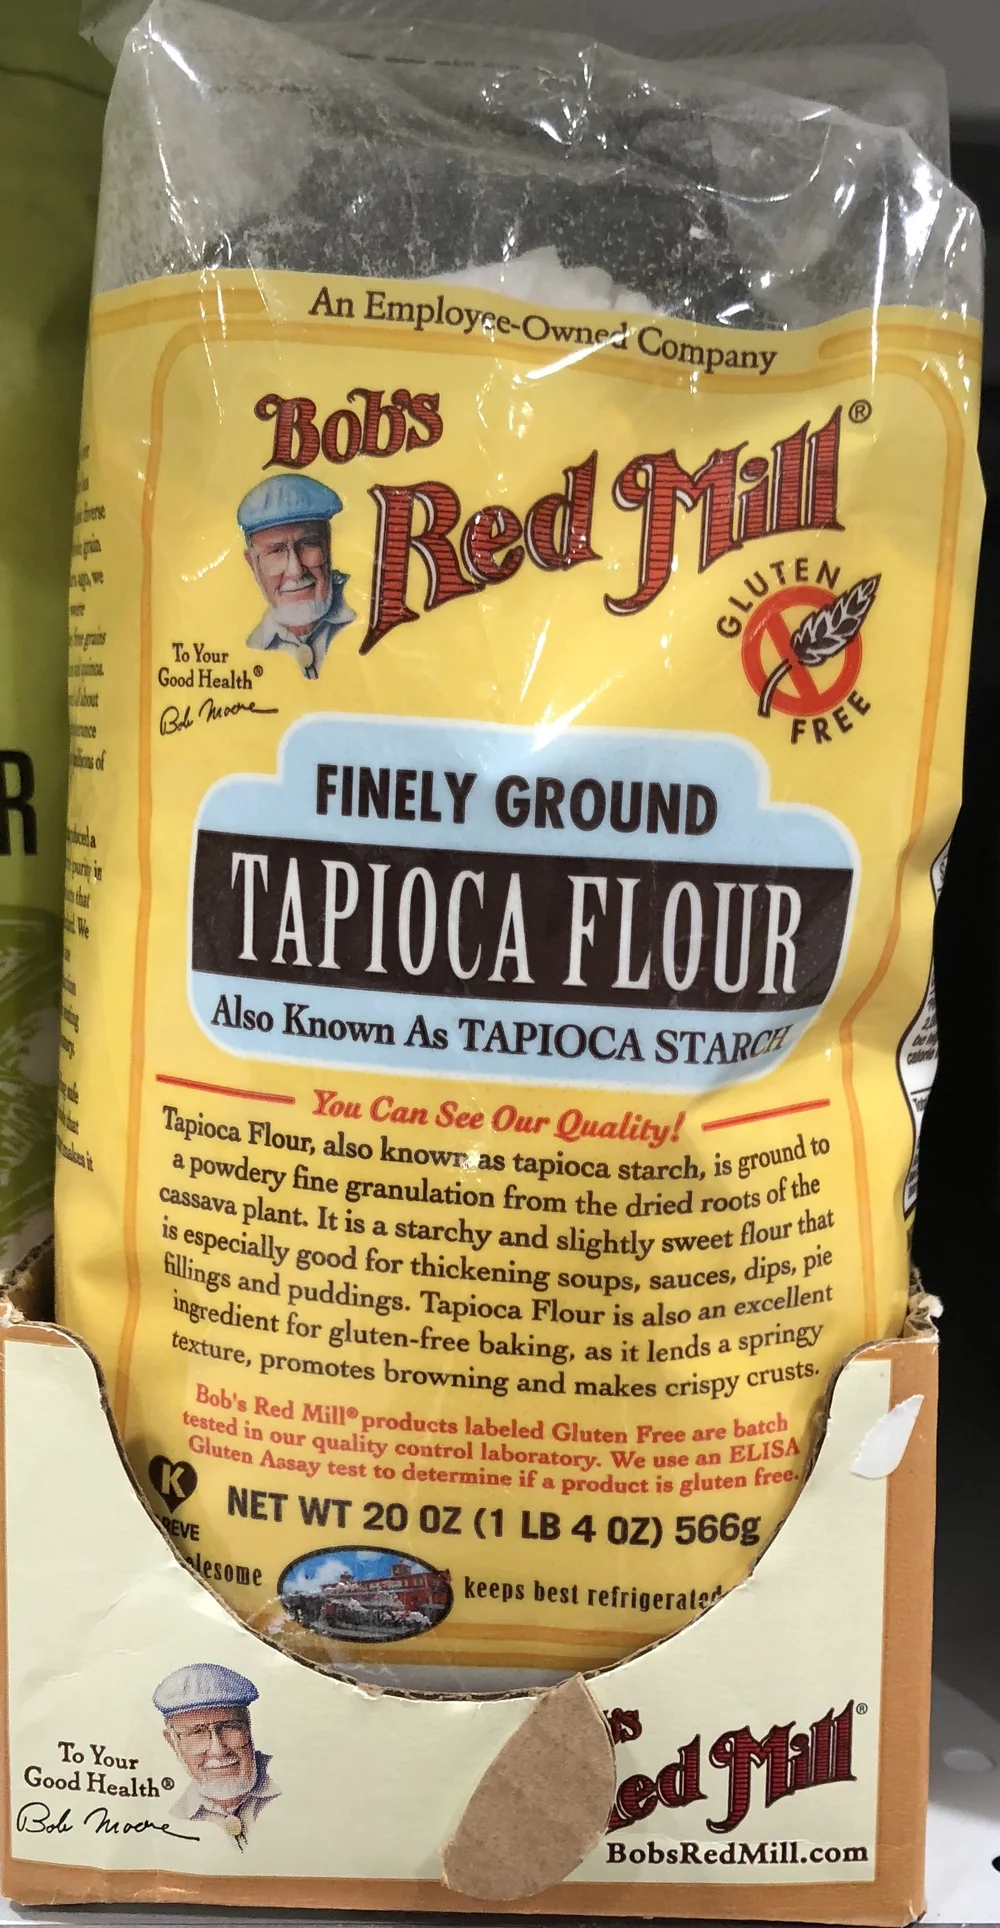 An Employee-Owned Company
Bob's
Red Mill®
GLUTEN
FREE
To Your
Good Health®
Bob Moore
FINELY GROUND
TAPIOCA FLOUR
Also Known As TAPIOCA STARCH
You Can See Our Quality!
Tapioca Flour, also known as tapioca starch, is ground to
a powdery fine granulation from the dried roots of the
cassava plant. It is a starchy and slightly sweet flour that
is especially good for thickening soups, sauces, dips, pie
fillings and puddings. Tapioca Flour is also an excellent
ingredient for gluten-free baking, as it lends a springy
texture, promotes browning and makes crispy crusts.
Bob's Red Mill® products labeled Gluten Free are batch
tested in our quality control laboratory. We use an ELISA
Gluten Assay test to determine if a product is gluten free.
K
NET WT 20 OZ (1 LB 4 OZ) 566g
keeps best refrigerated
To Your
Good Health®
Bob Moore
ed Mill®
BobsRedMill.com
R